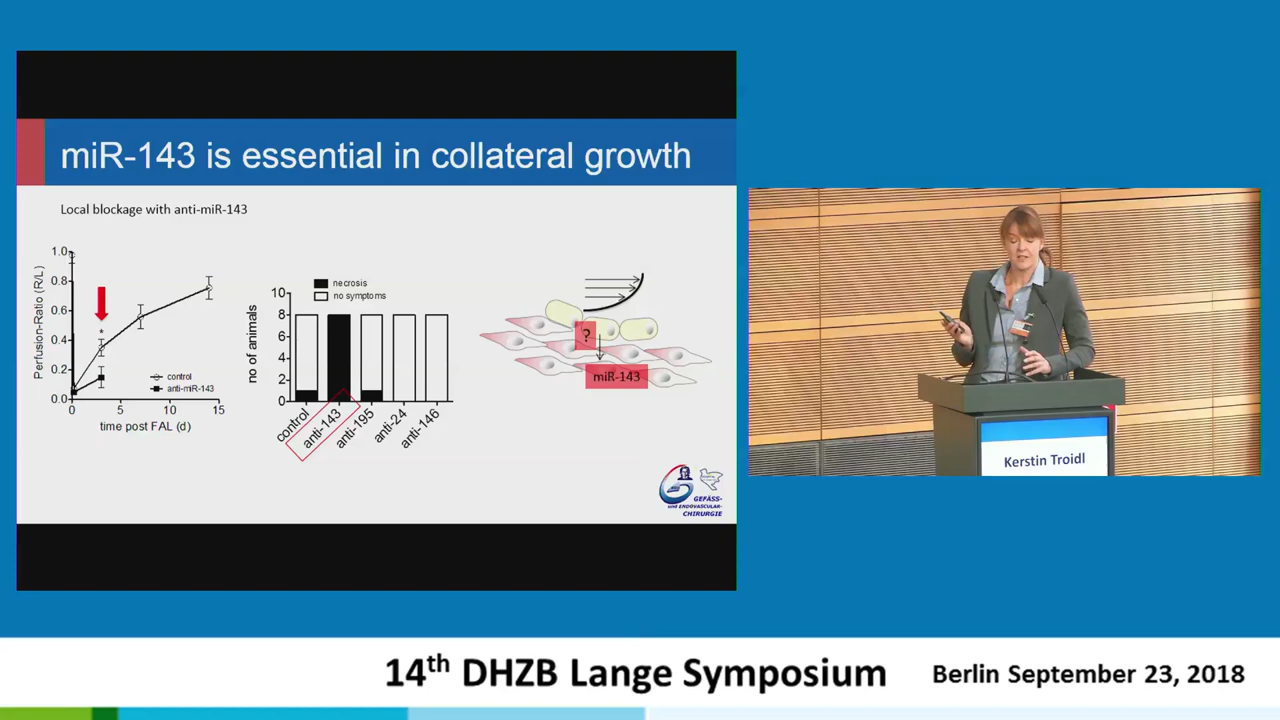 miR-143 is essential in collateral growth
Local blockage with anti-miR-143
Perfusion-Ratio (R/L)
1.0
0.8
0.6
0.4
0.2
0.0
*
control
anti-miR-143
0
5
10
15
time post FAL (d)
necrosis
no symptoms
no of animals
10
8
6
4
2
0
control
anti-143
anti-195
anti-24
anti-146
?
miR-143
GEFÄSS-
und ENDOVASCULAR-
CHIRURGIE
Kerstin Troidl
14th DHZB Lange Symposium
Berlin September 23, 2018